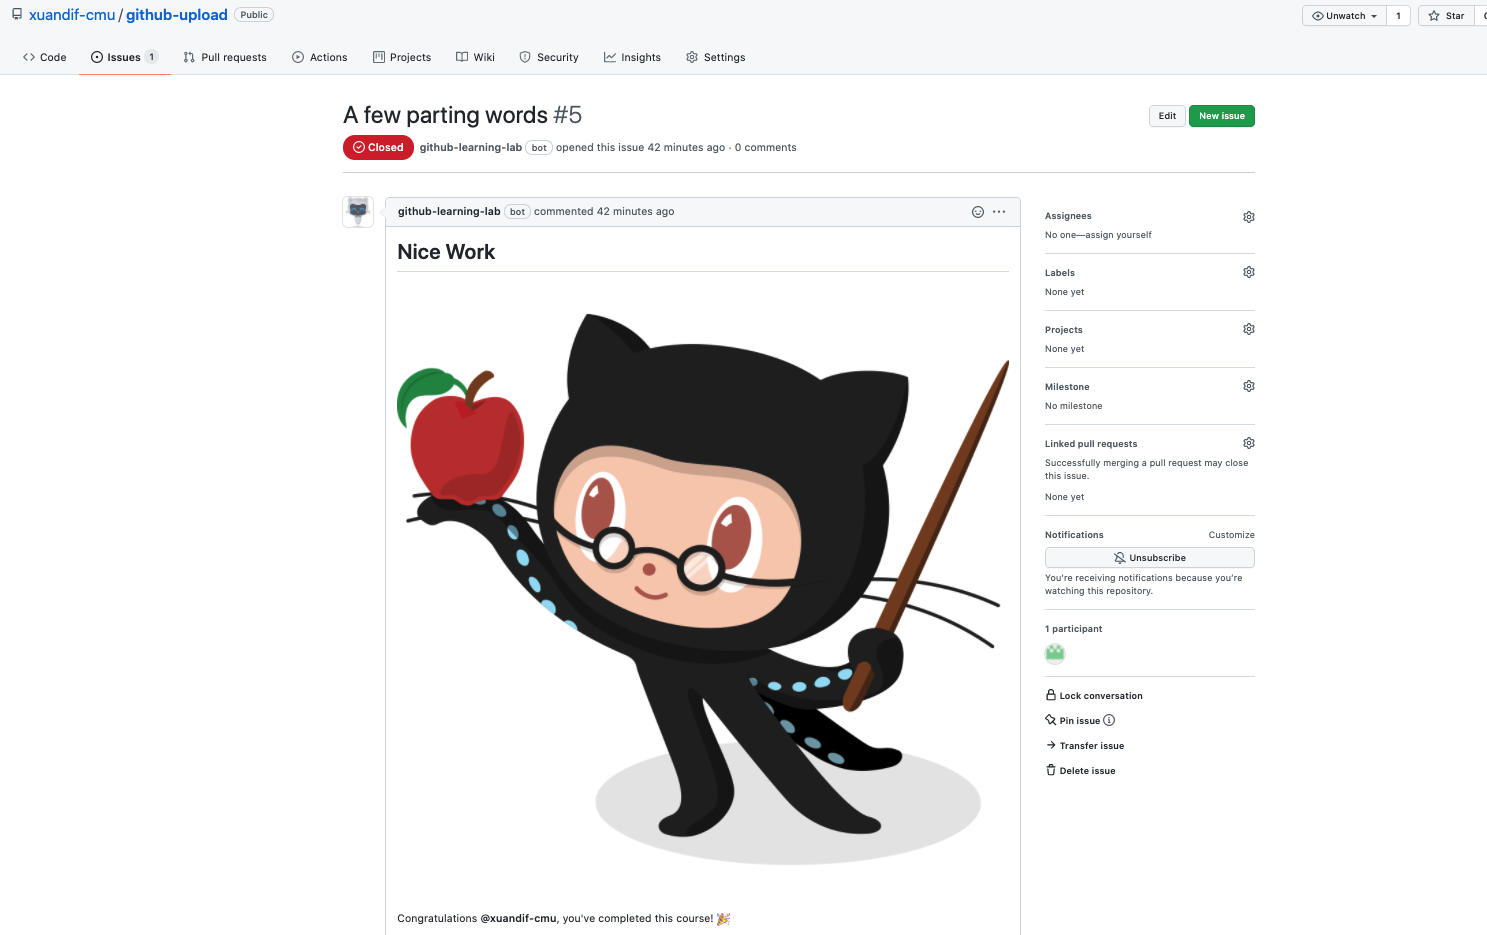 xuandif-cmu / github-upload Public
Unwatch 1 Star
Code Issues 1 Pull requests Actions Projects Wiki Security Insights Settings
A few parting words #5
Edit New issue
Closed github-learning-lab bot opened this issue 42 minutes ago · 0 comments
github-learning-lab bot commented 42 minutes ago
Nice Work
Congratulations @xuandif-cmu, you've completed this course! 🎉
Assignees
No one—assign yourself
Labels
None yet
Projects
None yet
Milestone
No milestone
Linked pull requests
Successfully merging a pull request may close
this issue.
None yet
Notifications Customize
Unsubscribe
You're receiving notifications because you're
watching this repository.
1 participant
Lock conversation
Pin issue
Transfer issue
Delete issue